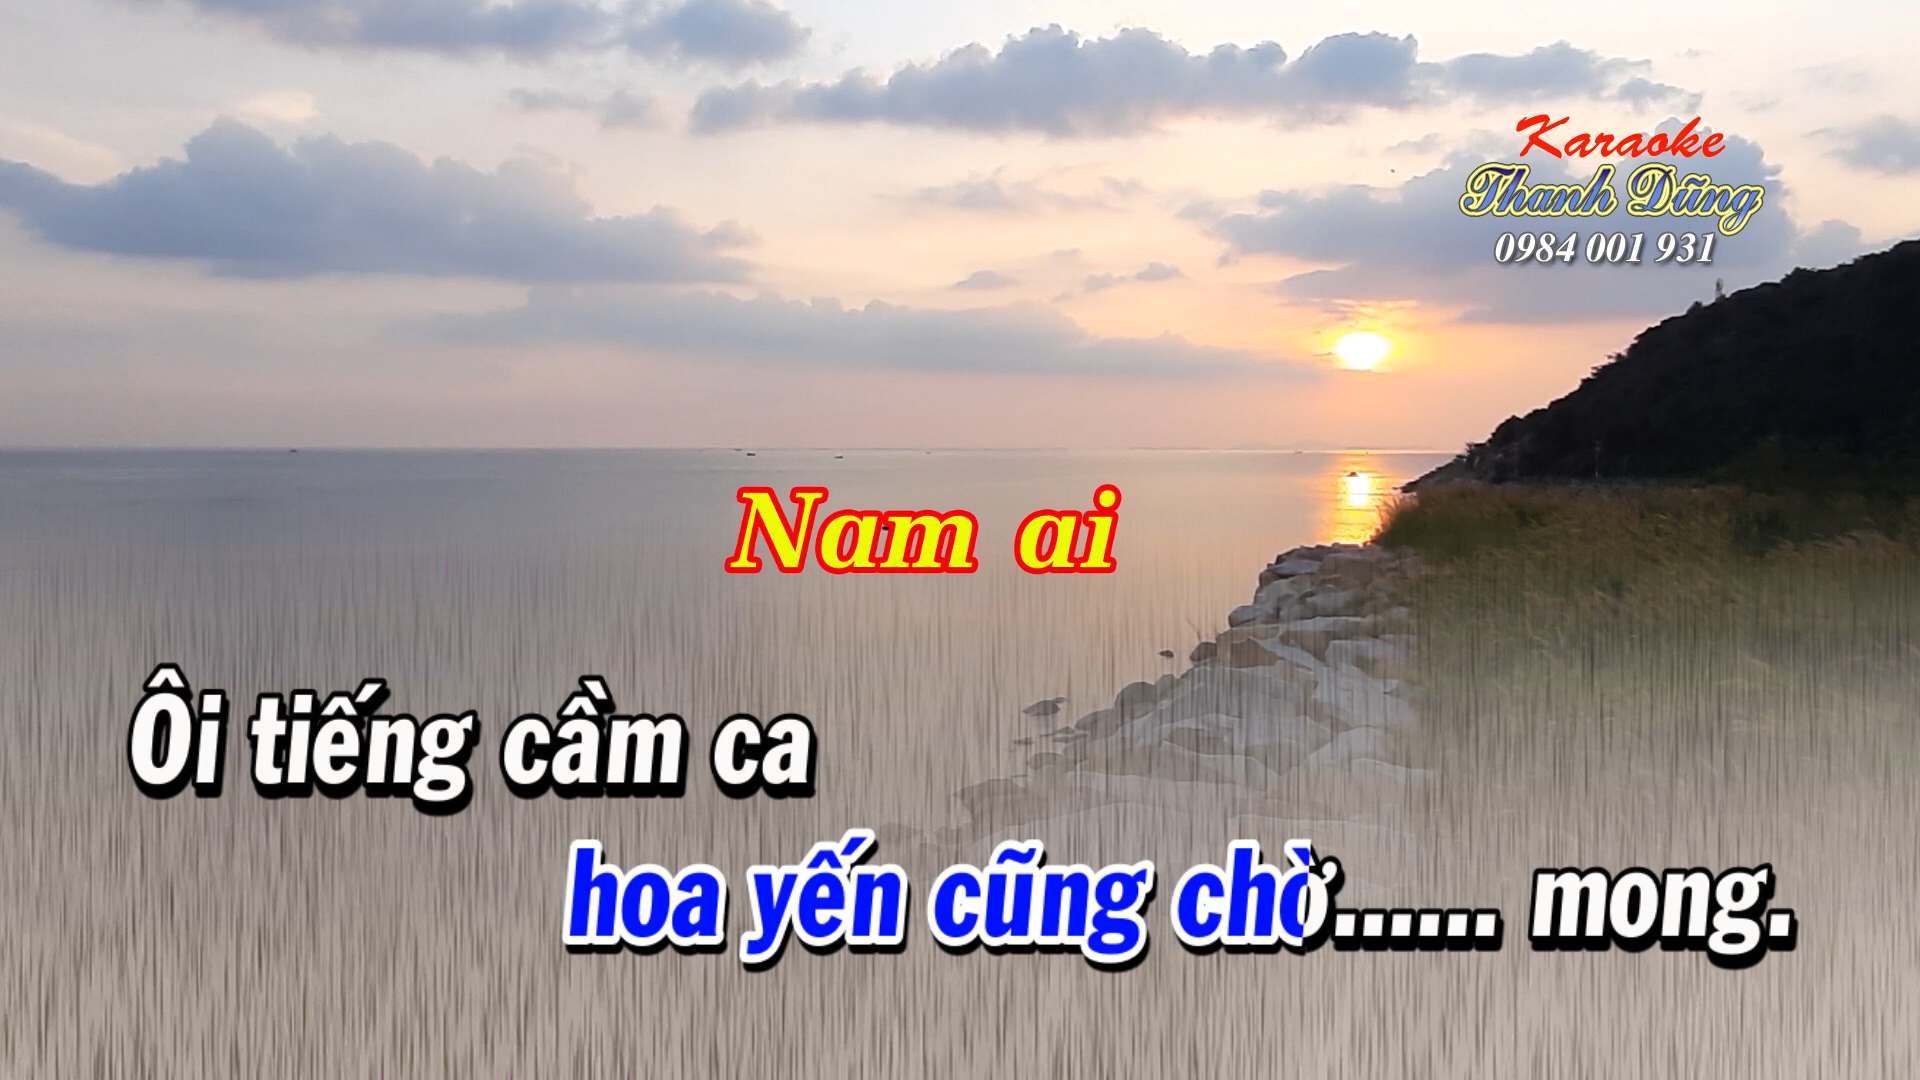 Karaoke
Thanh Dũng
0984 001 931
Nam ai
Ôi tiếng cầm ca
hoa yến cũng chờ...... mong.